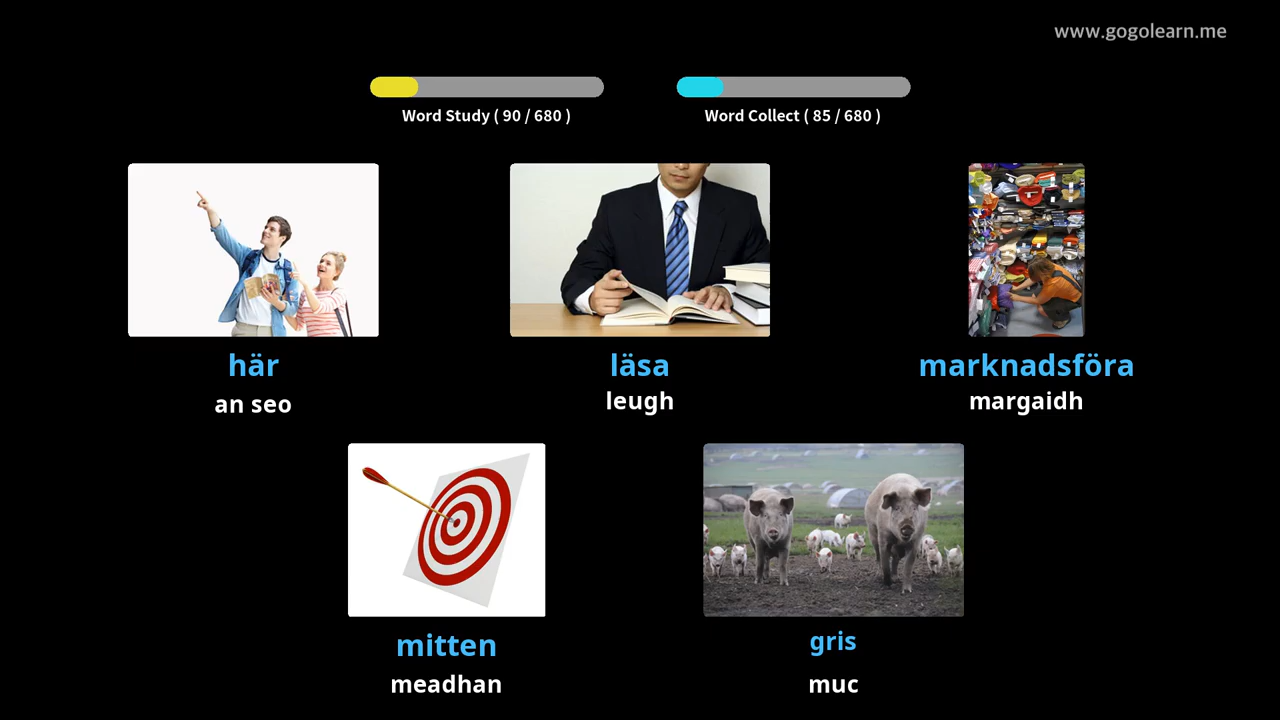 www.gogolearn.me
Word Study ( 90 / 680 )
Word Collect ( 85 / 680 )
här
an seo
läsa
leugh
marknadsföra
margaidh
mitten
meadhan
gris
muc